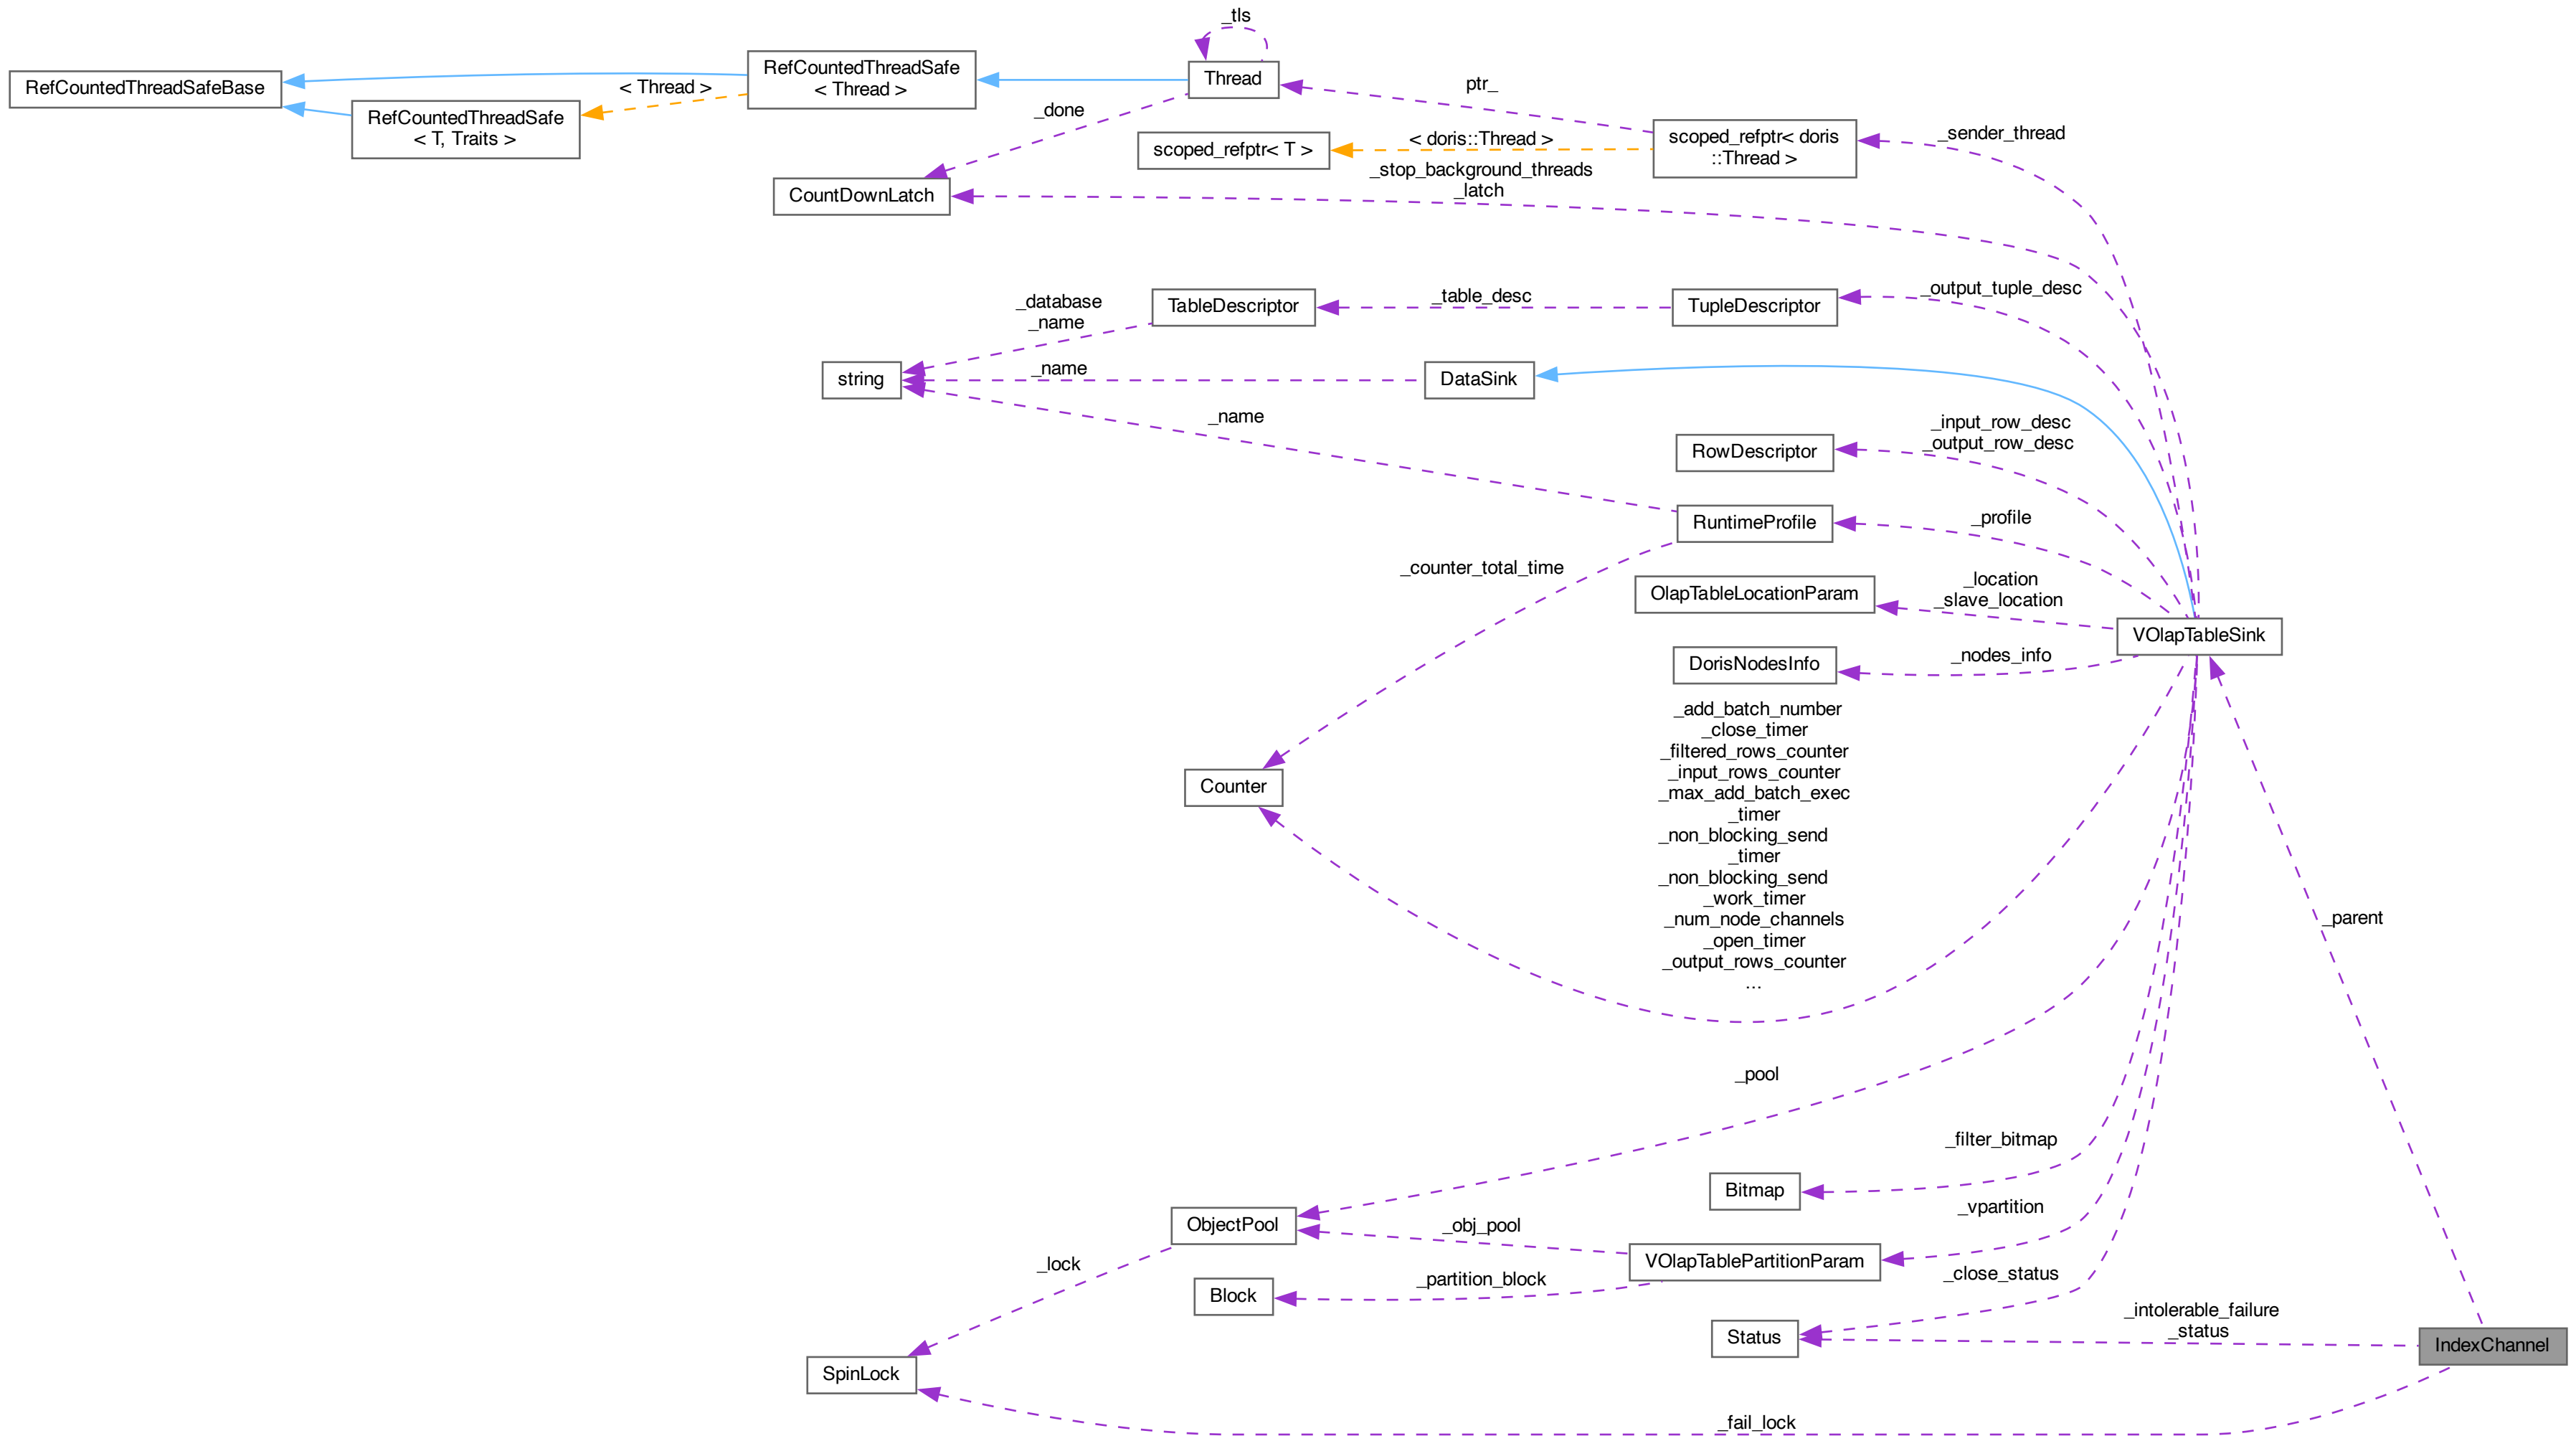 _tls
RefCountedThreadSafeBase
RefCountedThreadSafe
< Thread >
< Thread >
RefCountedThreadSafe
< T, Traits >
Thread
_done
ptr_
scoped_refptr< T >
< doris::Thread >
scoped_refptr< doris
::Thread >
_sender_thread
CountDownLatch
_stop_background_threads
_latch
_database
_name
TableDescriptor
_table_desc
TupleDescriptor
_output_tuple_desc
string
_name
DataSink
_name
RowDescriptor
_input_row_desc
_output_row_desc
RuntimeProfile
_profile
_counter_total_time
OlapTableLocationParam
_location
_slave_location
VOlapTableSink
DorisNodesInfo
_nodes_info
Counter
_add_batch_number
_close_timer
_filtered_rows_counter
_input_rows_counter
_max_add_batch_exec
_timer
_non_blocking_send
_timer
_non_blocking_send
_work_timer
_num_node_channels
_open_timer
_output_rows_counter
...
_parent
_pool
_filter_bitmap
Bitmap
_vpartition
ObjectPool
_obj_pool
VOlapTablePartitionParam
_lock
Block
_partition_block
_close_status
Status
_intolerable_failure
_status
IndexChannel
SpinLock
_fail_lock